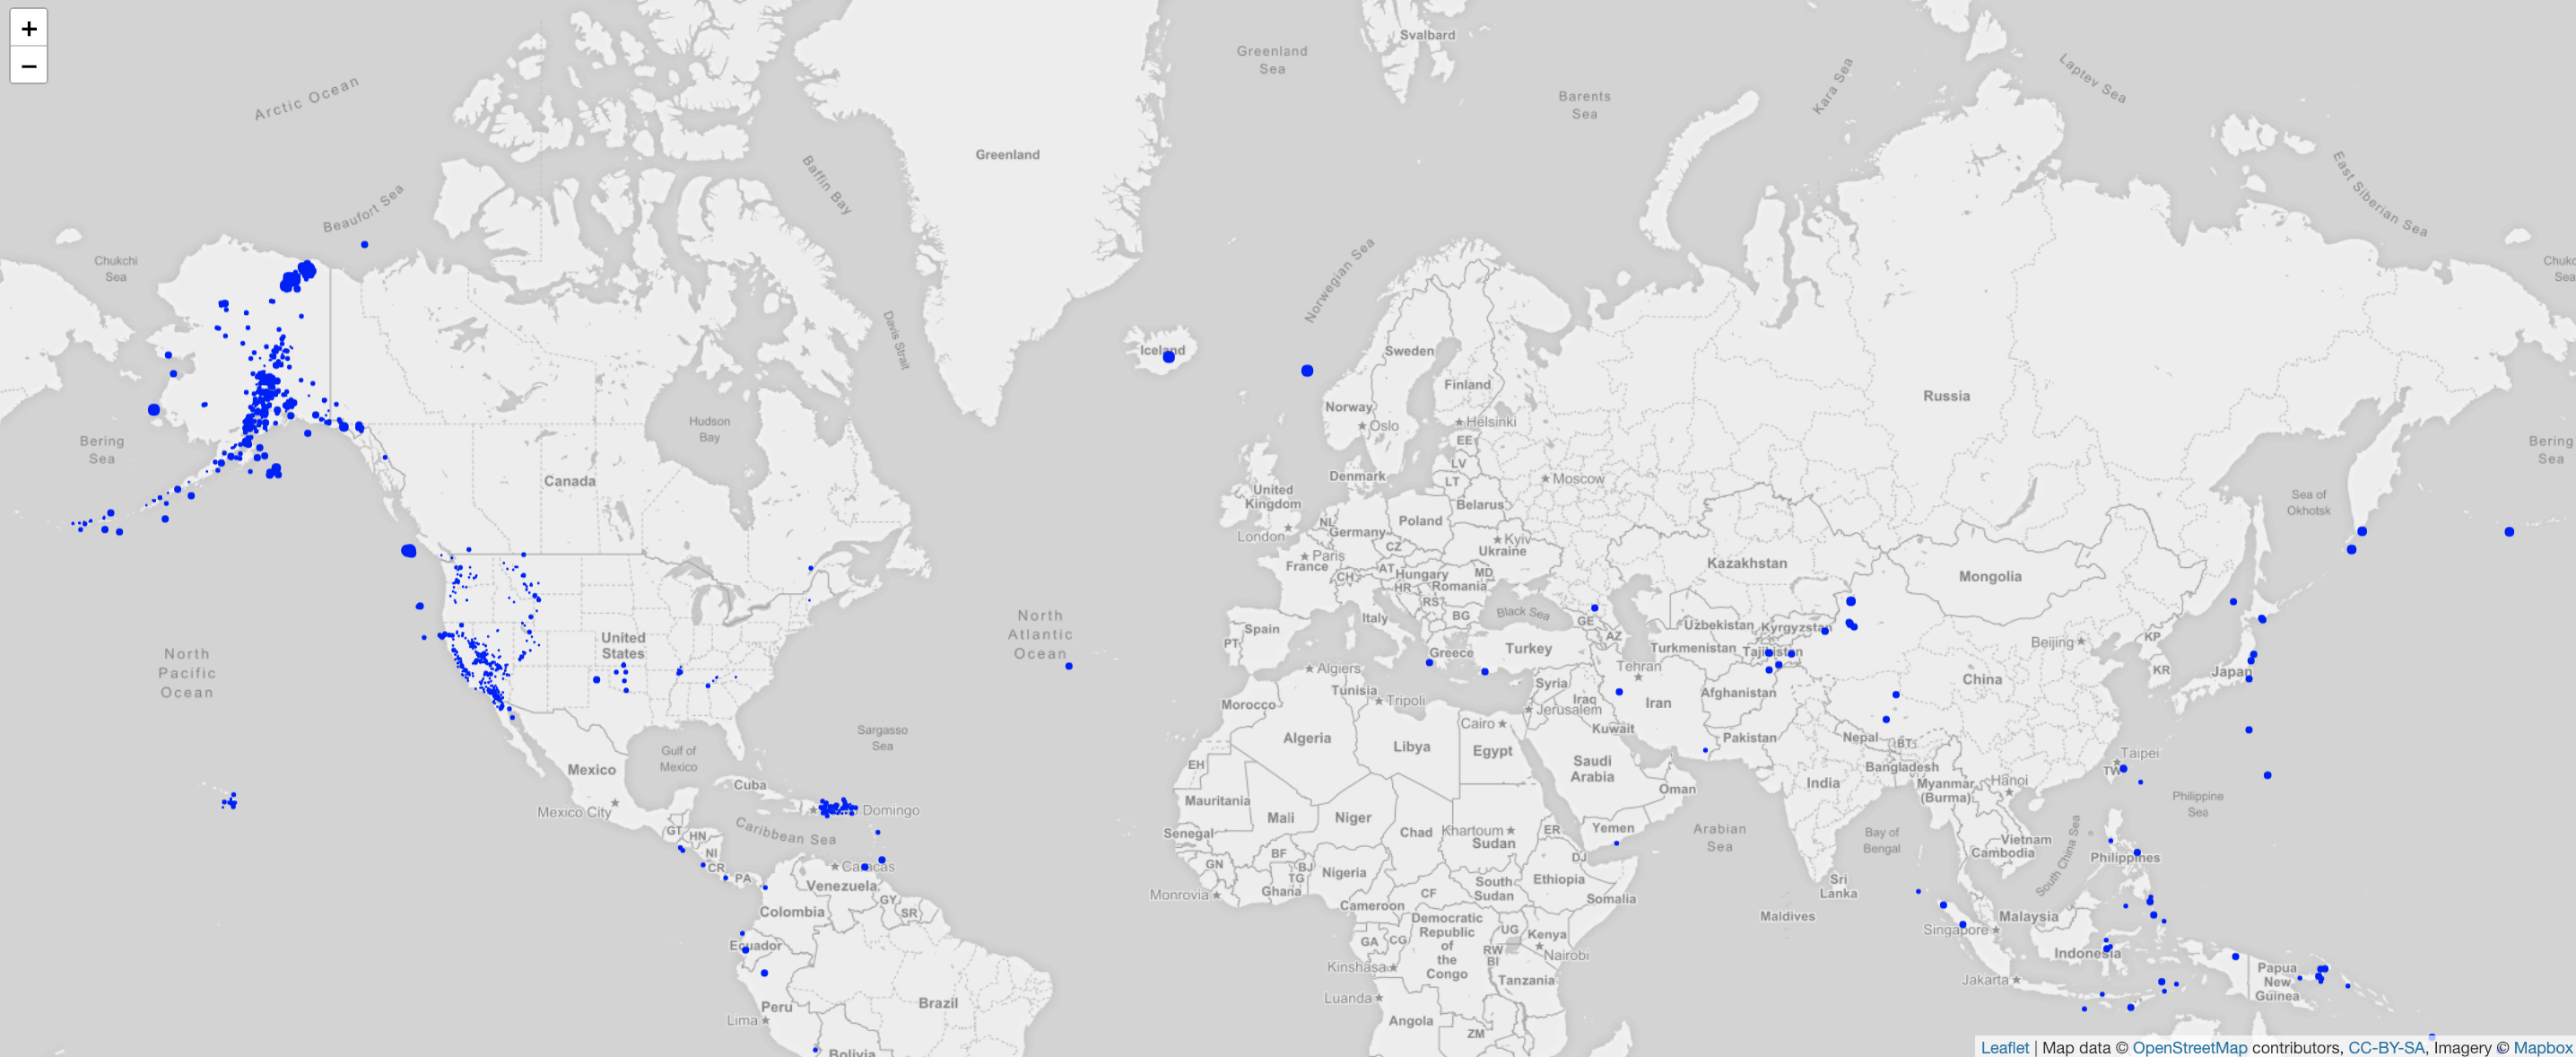 +
−
Arctic Ocean
Greenland
Sea
Svalbard
Barents
Sea
Kara Sea
Laptev Sea
East Siberian Sea
Greenland
Baffin Bay
Beaufort Sea
Chukchi
Sea
Chukc
Sea
Norwegian Sea
Davis Strait
Iceland
Sweden
Finland
Russia
Norway
Oslo
Helsinki
EE
Hudson
Bay
Bering
Sea
Bering
Sea
LV
LT
Denmark
Moscow
Canada
United
Kingdom
Belarus
Sea of
Okhotsk
NL
Germany
Poland
London
CZ
Kyiv
Ukraine
Paris
France
CH
AT
Hungary
MD
Romania
HR
RS
BG
Black Sea
Kazakhstan
Mongolia
North
Atlantic
Ocean
Italy
GE
AZ
Uzbekistan
Kyrgyzstan
PT
Spain
Greece
Turkey
Turkmenistan
Tajikistan
Beijing
KP
KR
Japan
United
States
North
Pacific
Ocean
Algiers
Tunisia
Tripoli
Syria
Tehran
Iraq
Iran
Afghanistan
China
Morocco
Cairo
Jerusalem
Kuwait
Pakistan
Nepal
BT
Sargasso
Sea
Algeria
Libya
Egypt
Taipei
TW
Gulf of
Mexico
Mexico
EH
Saudi
Arabia
Bangladesh
India
Myanmar
(Burma)
Hanoi
Cuba
Oman
Philippine
Sea
Mexico City
Domingo
Caribbean Sea
Mauritania
Mali
Niger
Chad
Khartoum
Sudan
ER
Yemen
Arabian
Sea
Bay of
Bengal
Vietnam
Cambodia
South China Sea
Philippines
GT
HN
NI
CR
PA
Senegal
GN
BF
BJ
TG
Ghana
Nigeria
DJ
Caracas
Venezuela
GY
SR
Colombia
Monrovia
Cameroon
CF
South
Sudan
Ethiopia
Somalia
Sri
Lanka
Maldives
Malaysia
Singapore
Ecuador
GA
CG
Democratic
Republic
of
the
Congo
UG
Kenya
RW
BI
Nairobi
Indonesia
Kinshasa
Tanzania
Jakarta
Papua
New
Guinea
Peru
Brazil
Lima
Luanda
Angola
ZM
Bolivia
Leaflet | Map data © OpenStreetMap contributors, CC-BY-SA, Imagery © Mapbox